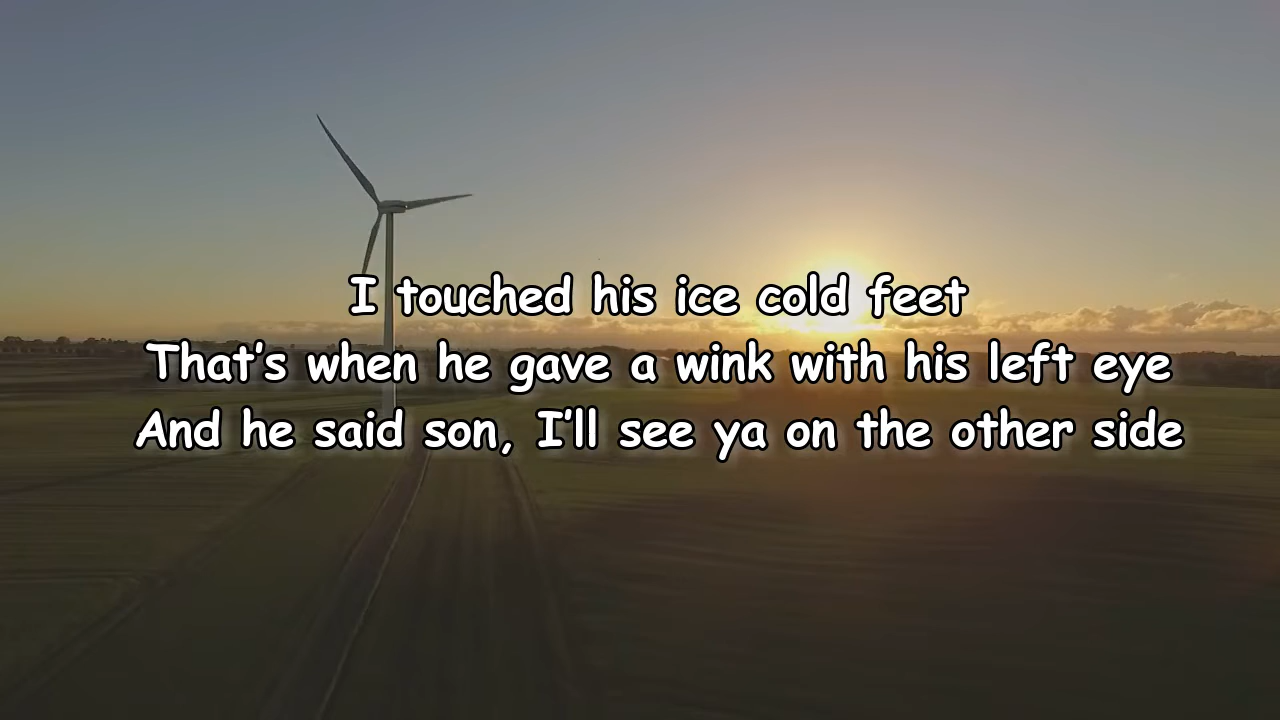 I touched his ice cold feet
That's when he gave a wink with his left eye
And he said son, I'll see ya on the other side